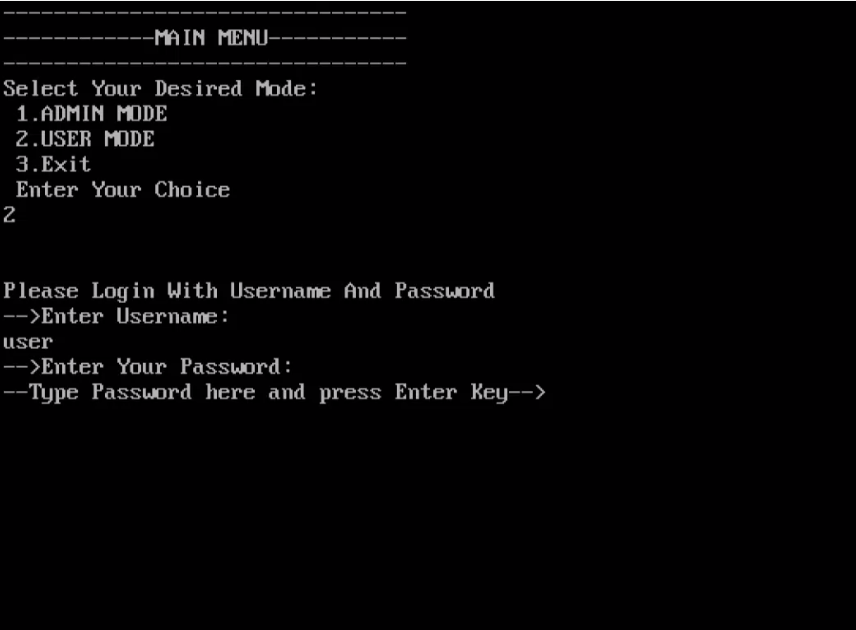 --------------------------------
------------MAIN MENU-----------
--------------------------------
Select Your Desired Mode:
 1.ADMIN MODE
 2.USER MODE
 3.Exit
 Enter Your Choice
2
Please Login With Username And Password
-->Enter Username:
user
-->Enter Your Password:
--Type Password here and press Enter Key-->